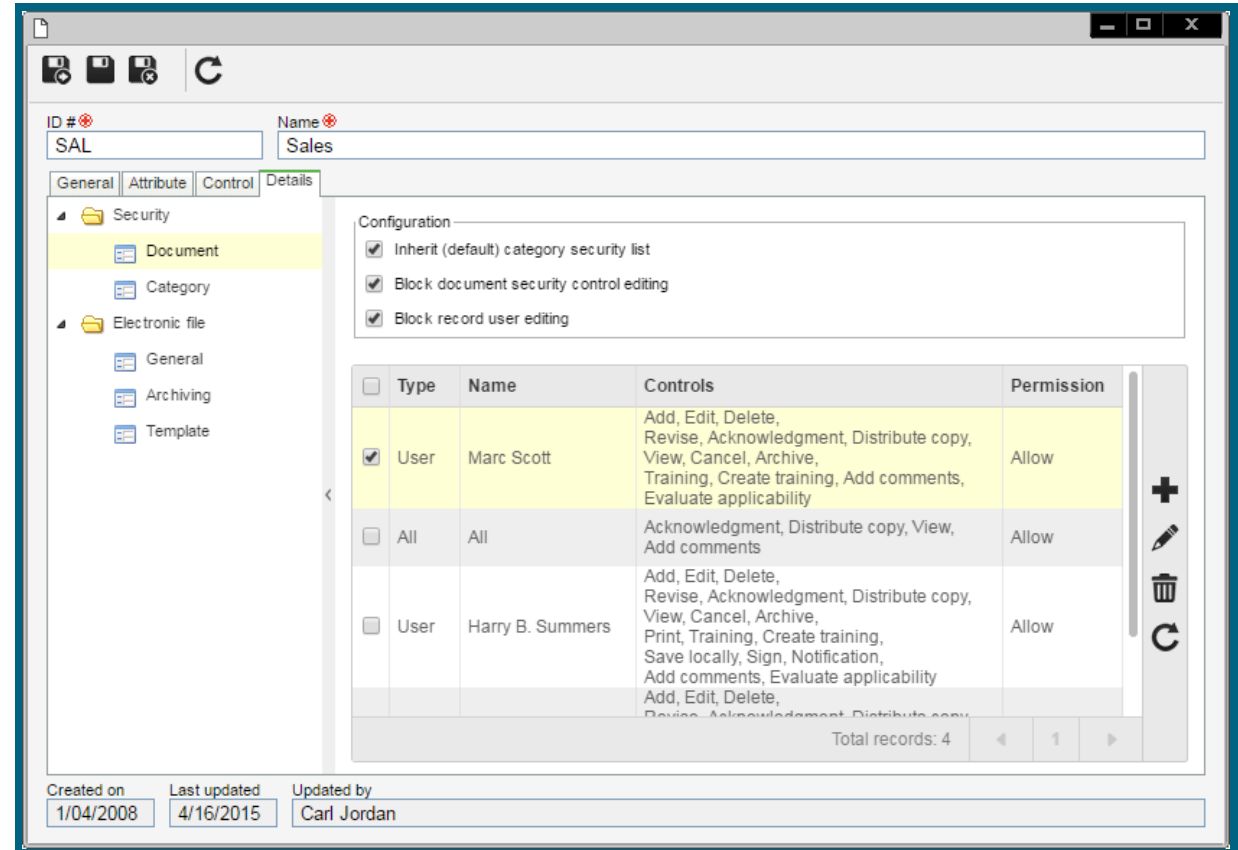 ID #
Name
SAL
Sales
General Attribute Control Details
Security
Document
Category
Electronic file
General
Archiving
Template
Configuration
Inherit (default) category security list
Block document security control editing
Block record user editing
Type Name Controls Permission
User Marc Scott
Add, Edit, Delete,
Revise, Acknowledgment, Distribute copy,
View, Cancel, Archive,
Training, Create training, Add comments,
Evaluate applicability
Allow
All All
Acknowledgment, Distribute copy, View,
Add comments
Allow
User Harry B. Summers
Add, Edit, Delete,
Revise, Acknowledgment, Distribute copy,
View, Cancel, Archive,
Print, Training, Create training,
Save locally, Sign, Notification,
Add comments, Evaluate applicability
Allow
Add, Edit, Delete,
Revise, Acknowledgment, Distribute copy,
Total records: 4 1
Created on Last updated Updated by
1/04/2008 4/16/2015 Carl Jordan